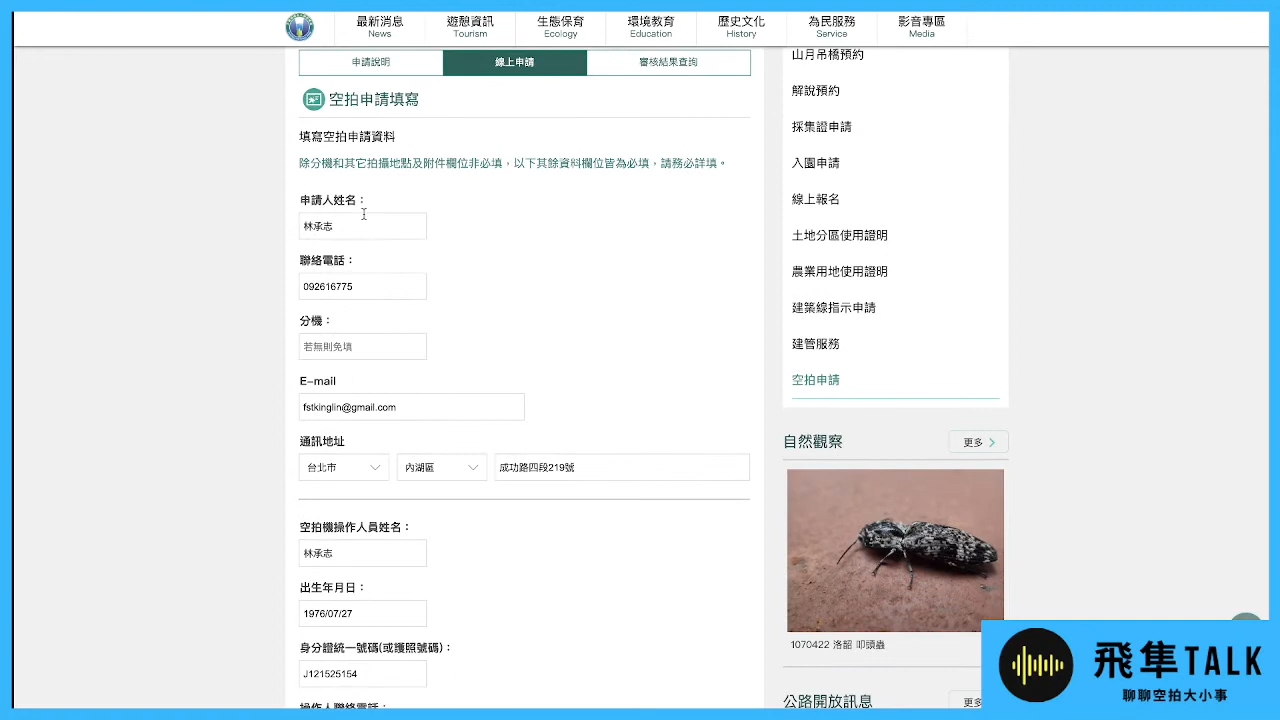 最新消息
News
遊憩資訊
Tourism
生態保育
Ecology
環境教育
Education
歷史文化
History
為民服務
Service
影音專區
Media
申請說明
線上申請
審核結果查詢
空拍申請填寫
填寫空拍申請資料
除分機和其它拍攝地點及附件欄位非必填，以下其餘資料欄位皆為必填，請務必詳填。
申請人姓名：
林承志
聯絡電話：
092616775
分機：
若無則免填
E-mail
fstkinglin@gmail.com
通訊地址
台北市
內湖區
成功路四段219號
空拍機操作人員姓名：
林承志
出生年月日：
1976/07/27
身分證統一號碼(或護照號碼)：
J121525154
操作人聯絡電話：
山月吊橋預約
解說預約
採集證申請
入園申請
線上報名
土地分區使用證明
農業用地使用證明
建築線指示申請
建管服務
空拍申請
自然觀察
更多
1070422 洛韶 叩頭蟲
公路開放訊息
更多
飛隼TALK
聊聊空拍大小事